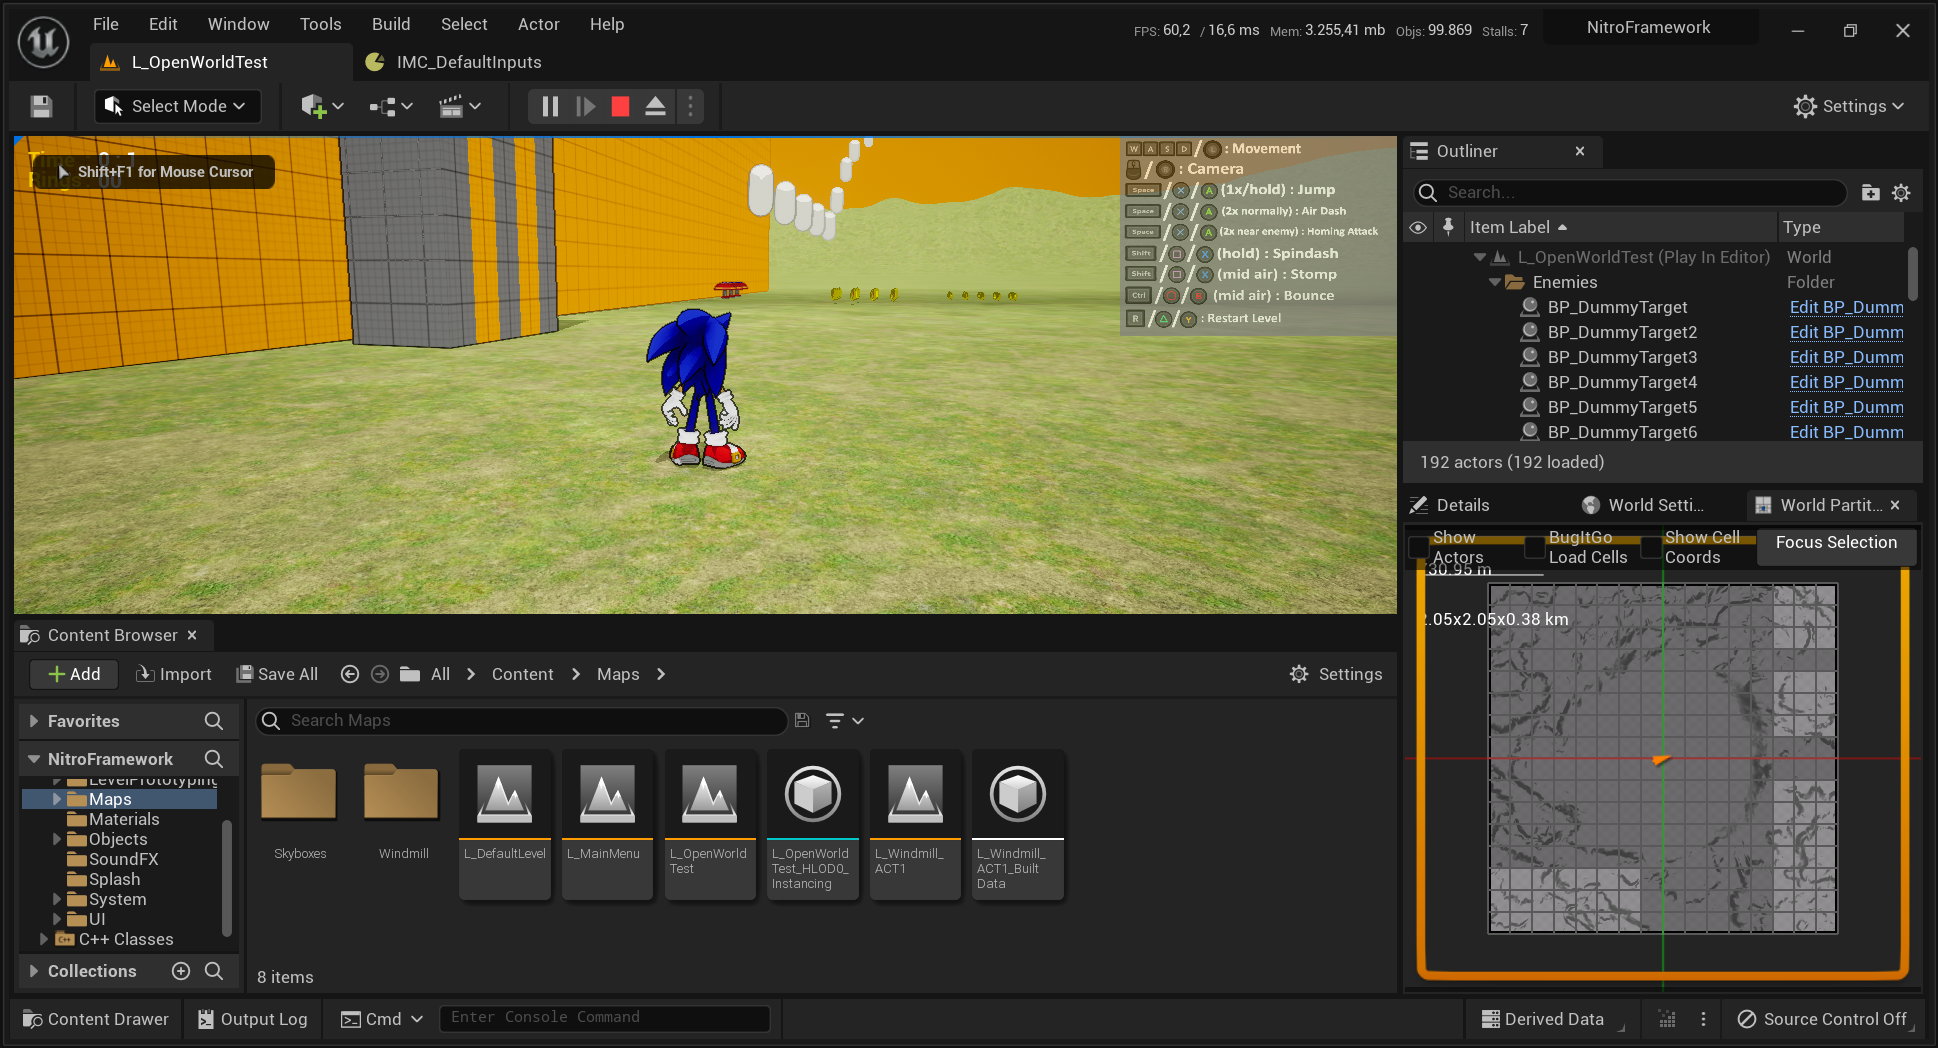 File Edit Window Tools Build Select Actor Help
FPS: 60,2 / 16,6 ms Mem: 3.255,41 mb Objs: 99.869 Stalls: 7
NitroFramework
L_OpenWorldTest
IMC_DefaultInputs
Select Mode
Settings
Shift+F1 for Mouse Cursor
W A S D / : Movement
/ : Camera
Space / X / A (1x/hold) : Jump
Space / X / A (2x normally) : Air Dash
Space / X / A (2x near enemy) : Homing Attack
Shift / / X (hold) : Spindash
Shift / / X (mid air) : Stomp
Ctrl / / (mid air) : Bounce
R / / Y : Restart Level
Outliner
Search...
Item Label Type
L_OpenWorldTest (Play In Editor) World
Enemies Folder
BP_DummyTarget Edit BP_Dumm
BP_DummyTarget2 Edit BP_Dumm
BP_DummyTarget3 Edit BP_Dumm
BP_DummyTarget4 Edit BP_Dumm
BP_DummyTarget5 Edit BP_Dumm
BP_DummyTarget6 Edit BP_Dumm
192 actors (192 loaded)
Details World Setti... World Partit...
Show Actors
BugItGo Load Cells
Show Cell Coords
Focus Selection
30.95 m
2.05x2.05x0.38 km
Content Browser
Add Import Save All All Content Maps Settings
Favorites
Search Maps
NitroFramework
LevelPrototyping
Maps
Materials
Objects
SoundFX
Splash
System
UI
C++ Classes
Collections
Skyboxes
Windmill
L_DefaultLevel
L_MainMenu
L_OpenWorld
Test
L_OpenWorld
Test_HLOD0_
Instancing
L_Windmill_
ACT1
L_Windmill_
ACT1_Built
Data
8 items
Content Drawer Output Log Cmd Enter Console Command Derived Data Source Control Off